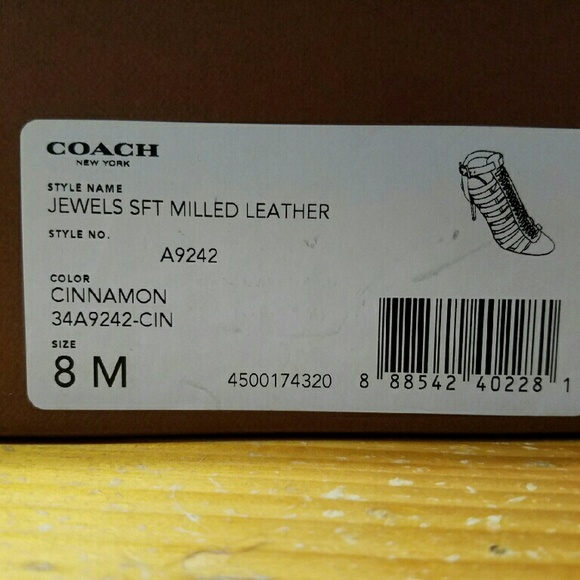 COACH
NEW YORK
STYLE NAME
JEWELS SFT MILLED LEATHER
STYLE NO.
A9242
COLOR
CINNAMON
34A9242-CIN
SIZE
8 M
4500174320
8 88542 40228 1